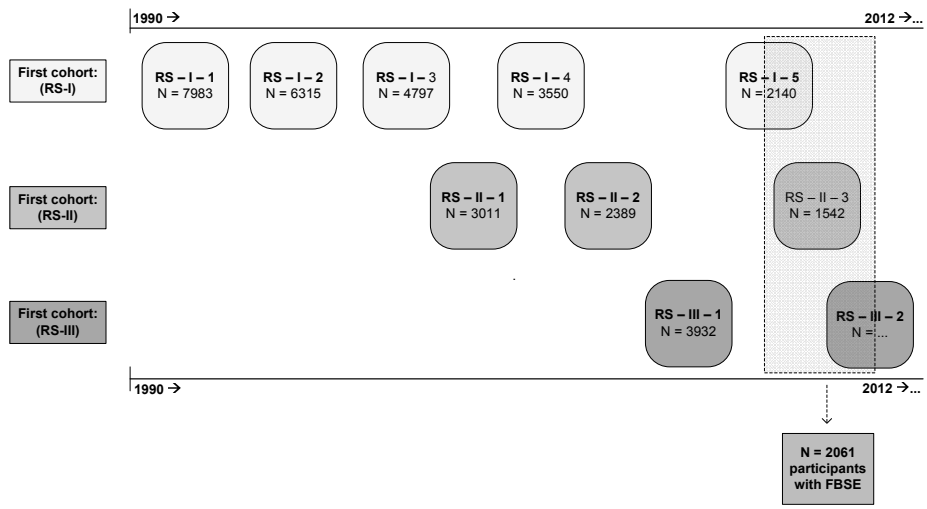 1990 → 2012 →...
First cohort:
(RS-I)
RS – I – 1
N = 7983
RS – I – 2
N = 6315
RS – I – 3
N = 4797
RS – I – 4
N = 3550
RS – I – 5
N = 2140
First cohort:
(RS-II)
RS – II – 1
N = 3011
RS – II – 2
N = 2389
RS – II – 3
N = 1542
First cohort:
(RS-III)
RS – III – 1
N = 3932
RS – III – 2
N = ...
1990 → 2012 →...
N = 2061
participants
with FBSE